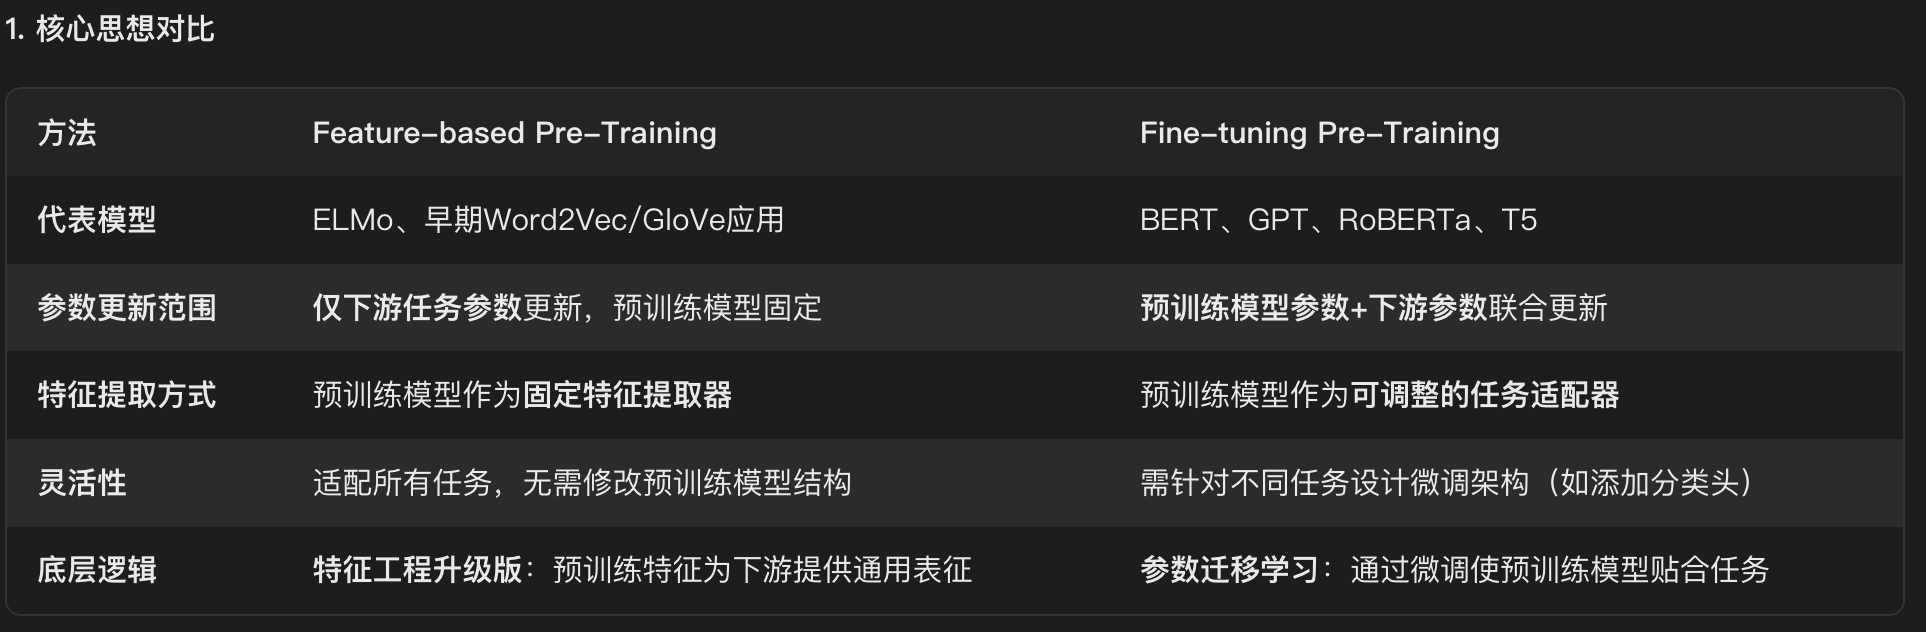 1. 核心思想对比
方法 Feature-based Pre-Training Fine-tuning Pre-Training
代表模型 ELMo、早期Word2Vec/GloVe应用 BERT、GPT、RoBERTa、T5
参数更新范围 仅下游任务参数更新，预训练模型固定 预训练模型参数+下游参数联合更新
特征提取方式 预训练模型作为固定特征提取器 预训练模型作为可调整的任务适配器
灵活性 适配所有任务，无需修改预训练模型结构 需针对不同任务设计微调架构（如添加分类头）
底层逻辑 特征工程升级版：预训练特征为下游提供通用表征 参数迁移学习：通过微调使预训练模型贴合任务